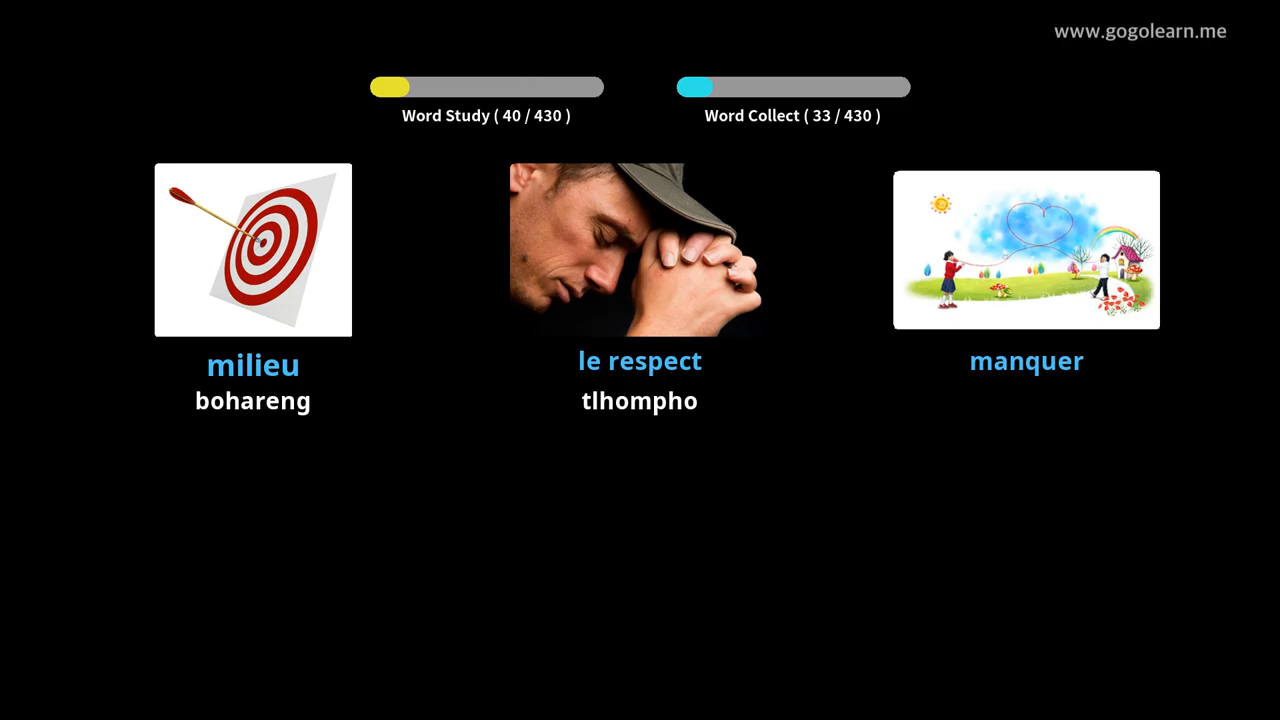 www.gogolearn.me
Word Study ( 40 / 430 )
Word Collect ( 33 / 430 )
milieu
bohareng
le respect
tlhompho
manquer